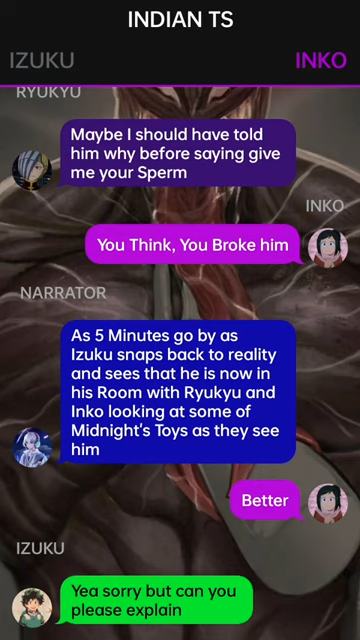 INDIAN TS
IZUKU
INKO
RYUKYU
Maybe I should have told
him why before saying give
me your Sperm
INKO
You Think, You Broke him
NARRATOR
As 5 Minutes go by as
Izuku snaps back to reality
and sees that he is now in
his Room with Ryukyu and
Inko looking at some of
Midnight's Toys as they see
him
Better
IZUKU
Yea sorry but can you
please explain